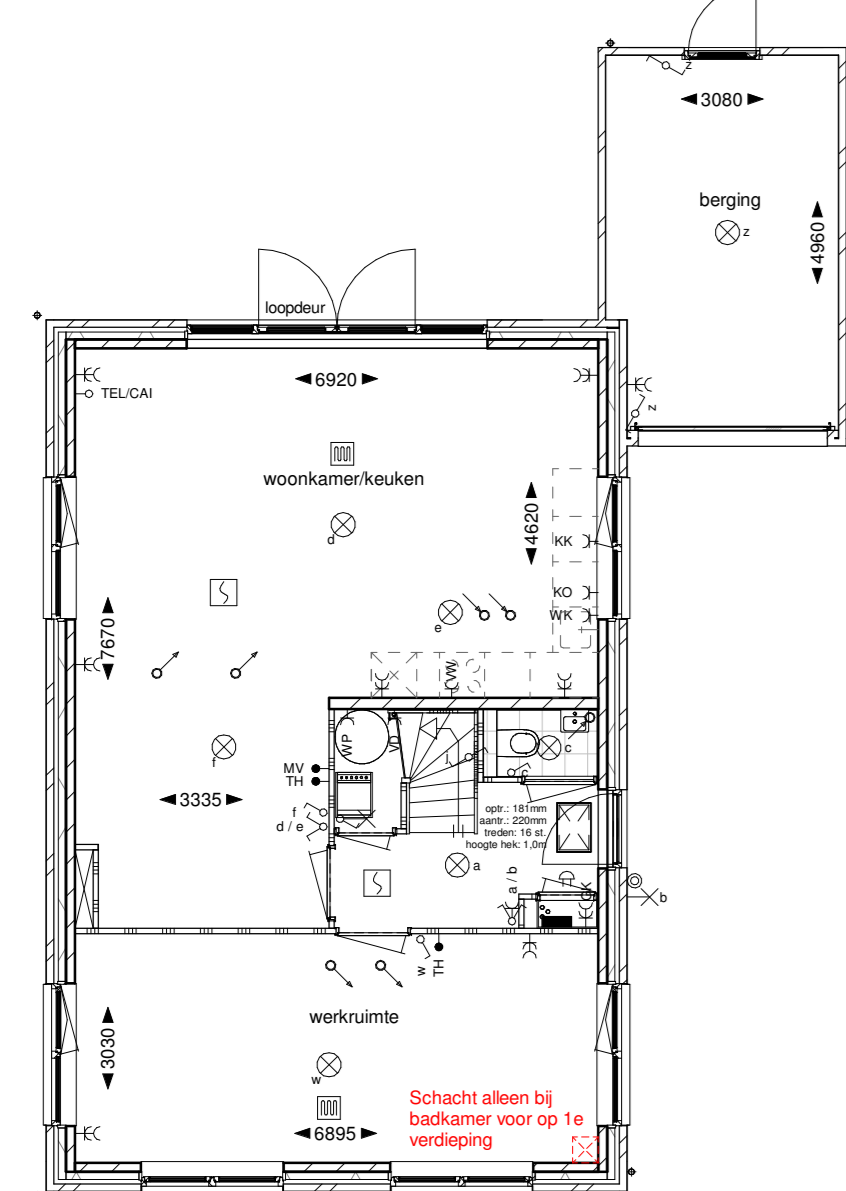 z
3080
berging
z
4960
loopdeur
6920
TEL/CAI
z
woonkamer/keuken
4620
d
KK
KO
WK
e
7670
VW
f
WP
VD
j
c
c
MV
TH
3335
f
d / e
optr.: 181mm
aantr.: 220mm
treden: 16 st.
hoogte hek: 1,0m
a
a / b
GK
b
w
TH
werkruimte
3030
w
Schacht alleen bij
badkamer voor op 1e
verdieping
6895